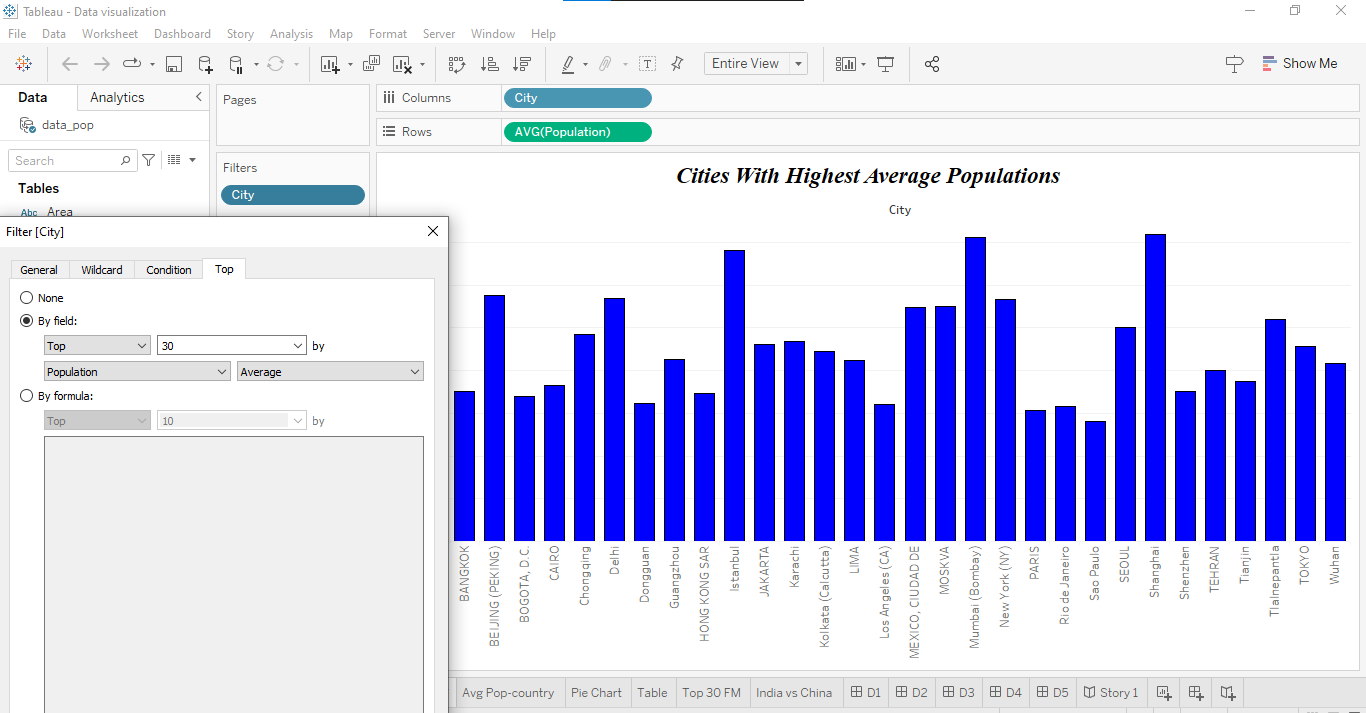 Tableau - Data visualization
File Data Worksheet Dashboard Story Analysis Map Format Server Window Help
Entire View
Show Me
Data Analytics
data_pop
Search
Tables
Abc Area
Pages
Filters
City
Columns City
Rows AVG(Population)
Cities With Highest Average Populations
City
Filter [City]
General Wildcard Condition Top
None
By field:
Top 30 by
Population Average
By formula:
Top 10 by
BANGKOK
BEIJING (PEKING)
BOGOTA, D.C.
CAIRO
Chongqing
Delhi
Dongguan
Guangzhou
HONG KONG SAR
Istanbul
JAKARTA
Karachi
Kolkata (Calcutta)
LIMA
Los Angeles (CA)
MEXICO, CIUDAD DE
MOSKVA
Mumbai (Bombay)
New York (NY)
PARIS
Rio de Janeiro
Sao Paulo
SEOUL
Shanghai
Shenzhen
TEHRAN
Tianjin
Tlalnepantla
TOKYO
Wuhan
Avg Pop-country Pie Chart Table Top 30 FM India vs China D1 D2 D3 D4 D5 Story 1